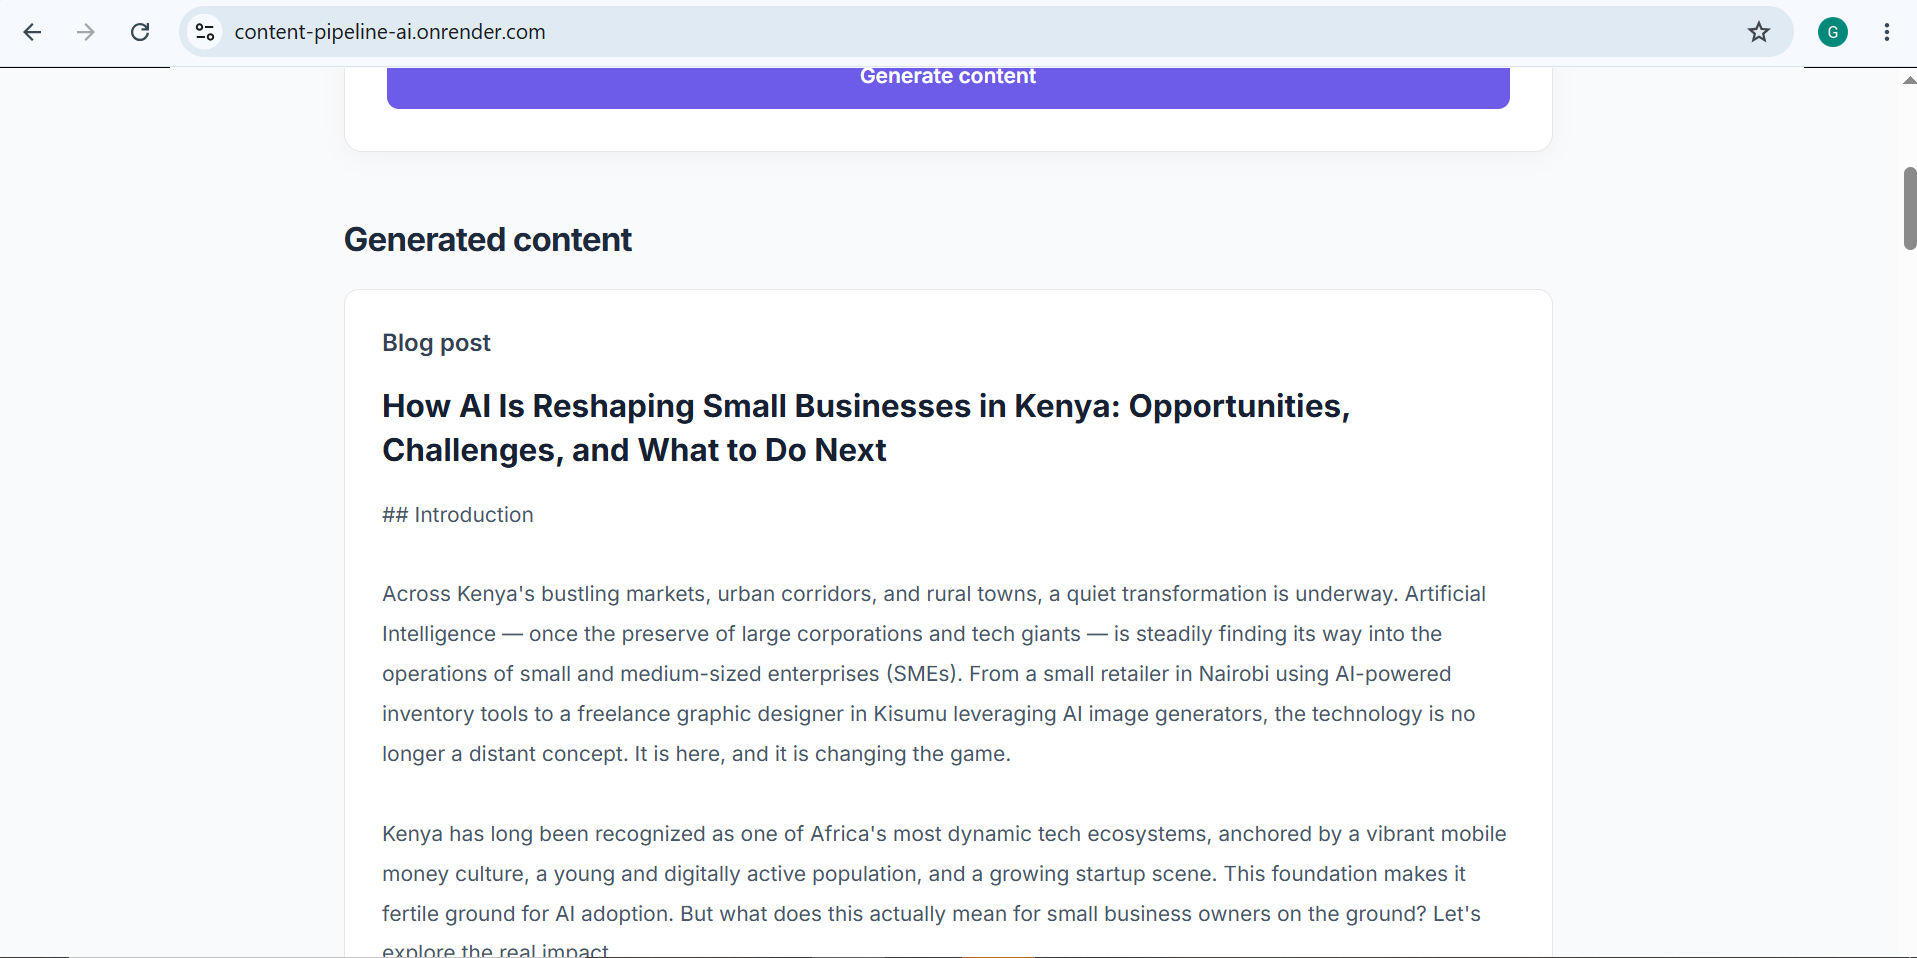 content-pipeline-ai.onrender.com
G
Generate content
Generated content
Blog post
How AI Is Reshaping Small Businesses in Kenya: Opportunities,
Challenges, and What to Do Next
## Introduction
Across Kenya's bustling markets, urban corridors, and rural towns, a quiet transformation is underway. Artificial
Intelligence — once the preserve of large corporations and tech giants — is steadily finding its way into the
operations of small and medium-sized enterprises (SMEs). From a small retailer in Nairobi using AI-powered
inventory tools to a freelance graphic designer in Kisumu leveraging AI image generators, the technology is no
longer a distant concept. It is here, and it is changing the game.
Kenya has long been recognized as one of Africa's most dynamic tech ecosystems, anchored by a vibrant mobile
money culture, a young and digitally active population, and a growing startup scene. This foundation makes it
fertile ground for AI adoption. But what does this actually mean for small business owners on the ground? Let's
explore the real impact